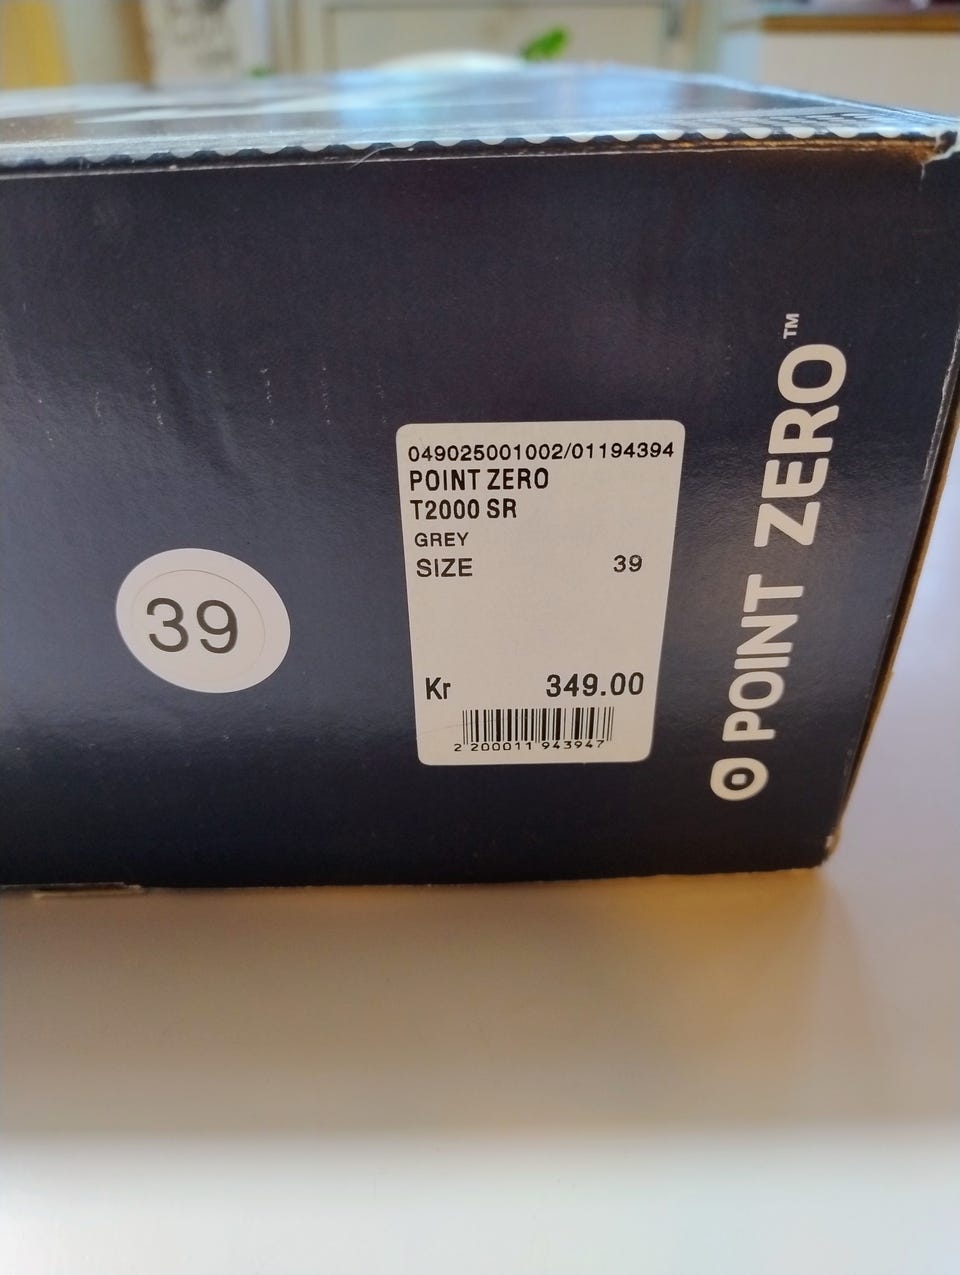 049025001002/01194394
POINT ZERO
T2000 SR
GREY
SIZE 39
Kr 349.00
2 200011 943947
39
POINT ZERO™